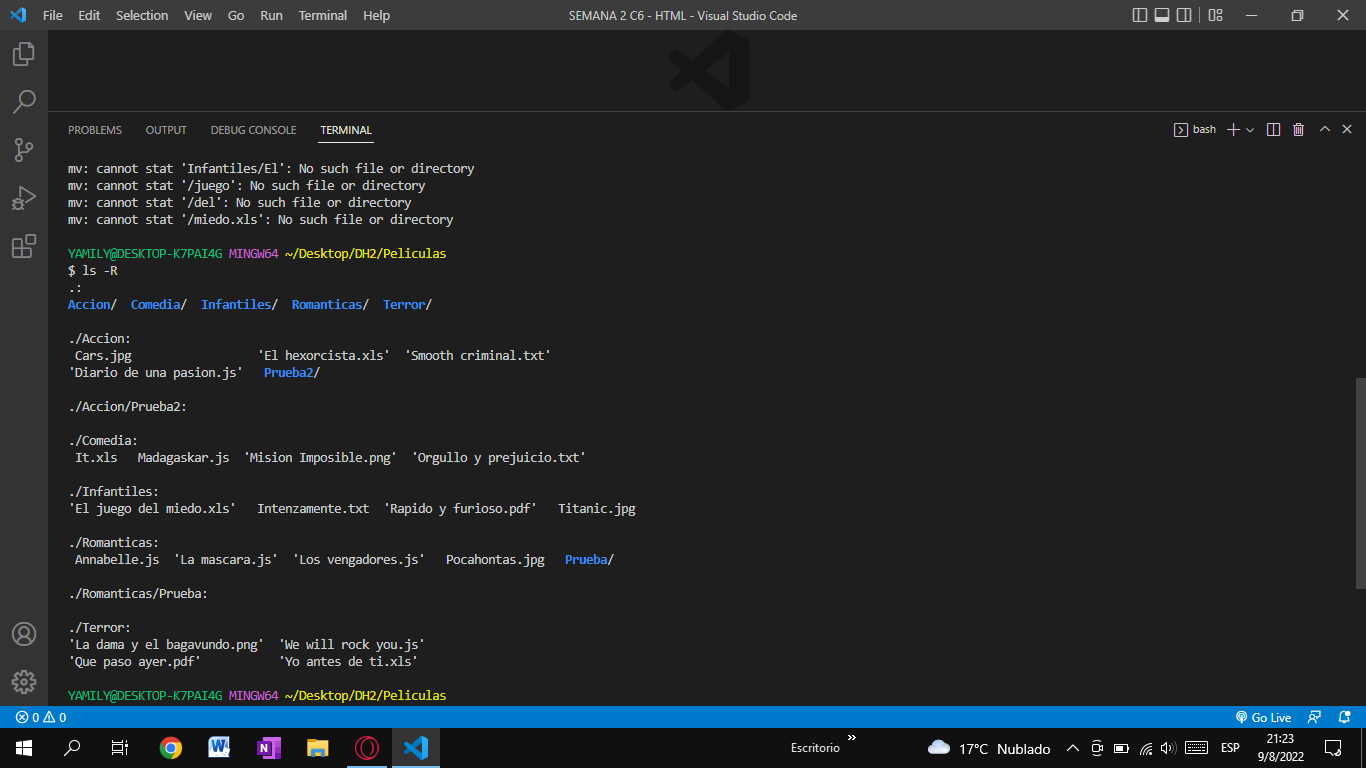 File Edit Selection View Go Run Terminal Help SEMANA 2 C6 - HTML - Visual Studio Code
PROBLEMS OUTPUT DEBUG CONSOLE TERMINAL bash
mv: cannot stat 'Infantiles/El': No such file or directory
mv: cannot stat '/juego': No such file or directory
mv: cannot stat '/del': No such file or directory
mv: cannot stat '/miedo.xls': No such file or directory
YAMILY@DESKTOP-K7PAI4G MINGW64 ~/Desktop/DH2/Peliculas
$ ls -R
.:
Accion/ Comedia/ Infantiles/ Romanticas/ Terror/
./Accion:
Cars.jpg 'El hexorcista.xls' 'Smooth criminal.txt'
'Diario de una pasion.js' Prueba2/
./Accion/Prueba2:
./Comedia:
It.xls Madagaskar.js 'Mision Imposible.png' 'Orgullo y prejuicio.txt'
./Infantiles:
'El juego del miedo.xls' Intenzamente.txt 'Rapido y furioso.pdf' Titanic.jpg
./Romanticas:
Annabelle.js 'La mascara.js' 'Los vengadores.js' Pocahontas.jpg Prueba/
./Romanticas/Prueba:
./Terror:
'La dama y el bagavundo.png' 'We will rock you.js'
'Que paso ayer.pdf' 'Yo antes de ti.xls'
YAMILY@DESKTOP-K7PAI4G MINGW64 ~/Desktop/DH2/Peliculas
0 0 Go Live
Escritorio » 17°C Nublado ESP 21:23
9/8/2022